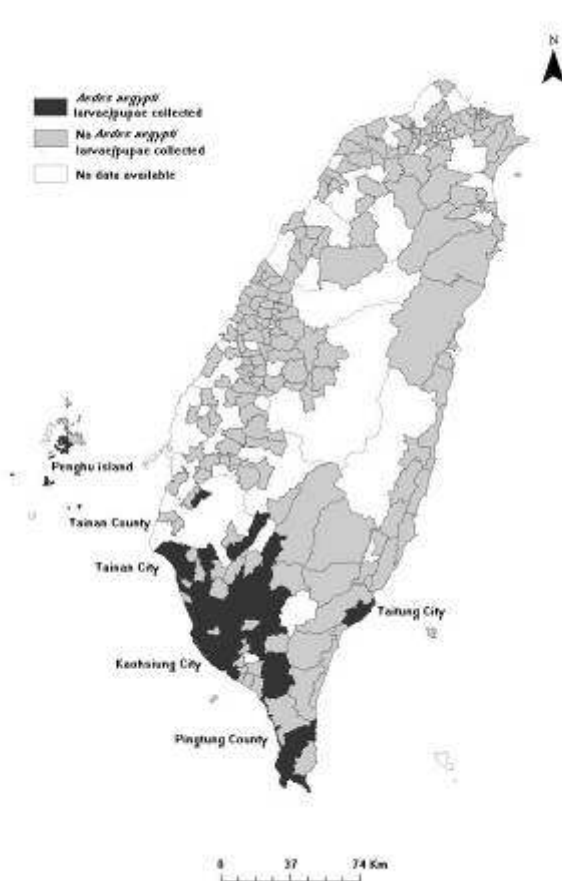 N
Aedes aegypti
larvae/pupae collected
No Aedes aegypti
larvae/pupae collected
No data available
Penghu island
Tainan County
Tainan City
Taitung City
Kaohsiung City
Pingtung County
0 37 74 Km